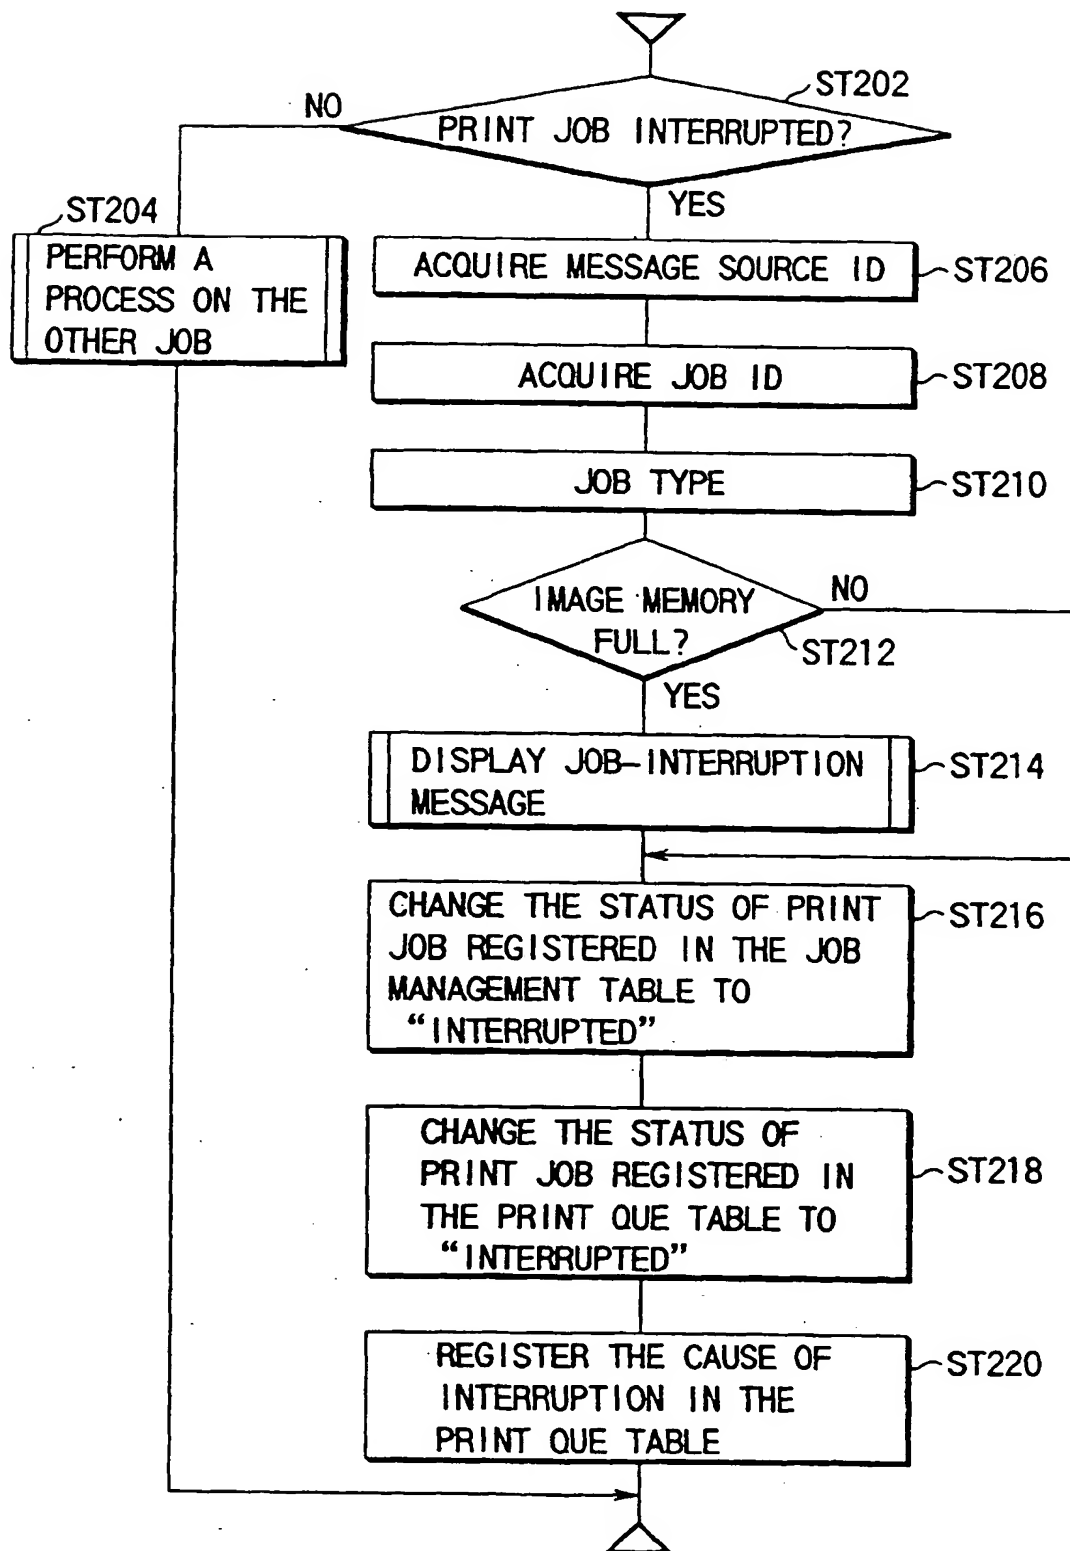 ST202
NO
PRINT JOB INTERRUPTED?
YES
ST204
PERFORM A
PROCESS ON THE
OTHER JOB
ACQUIRE MESSAGE SOURCE ID
ST206
ACQUIRE JOB ID
ST208
JOB TYPE
ST210
IMAGE MEMORY
FULL?
NO
ST212
YES
DISPLAY JOB-INTERRUPTION
MESSAGE
ST214
CHANGE THE STATUS OF PRINT
JOB REGISTERED IN THE JOB
MANAGEMENT TABLE TO
“INTERRUPTED”
ST216
CHANGE THE STATUS OF
PRINT JOB REGISTERED IN
THE PRINT QUE TABLE TO
“INTERRUPTED”
ST218
REGISTER THE CAUSE OF
INTERRUPTION IN THE
PRINT QUE TABLE
ST220